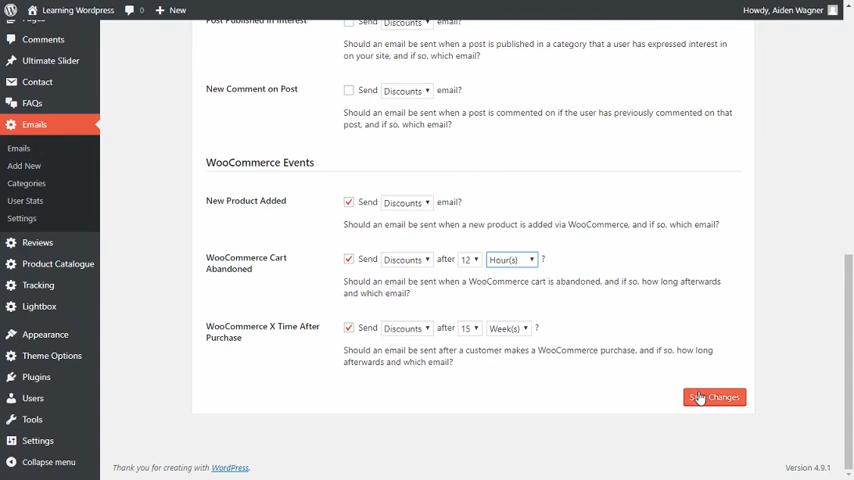 Learning Wordpress 0 New Howdy, Aiden Wagner
Pages
Comments
Ultimate Slider
Contact
FAQs
Emails
Emails
Add New
Categories
User Stats
Settings
Reviews
Product Catalogue
Tracking
Lightbox
Appearance
Theme Options
Plugins
Users
Tools
Settings
Collapse menu
Post Published in Interest Send Discounts email?
Should an email be sent when a post is published in a category that a user has expressed interest in
on your site, and if so, which email?
New Comment on Post Send Discounts email?
Should an email be sent when a post is commented on if the user has previously commented on that
post, and if so, which email?
WooCommerce Events
New Product Added Send Discounts email?
Should an email be sent when a new product is added via WooCommerce, and if so, which email?
WooCommerce Cart
Abandoned
Send Discounts after 12 Hour(s) ?
Should an email be sent when a WooCommerce cart is abandoned, and if so, how long afterwards
and which email?
WooCommerce X Time After
Purchase
Send Discounts after 15 Week(s) ?
Should an email be sent after a customer makes a WooCommerce purchase, and if so, how long
afterwards and which email?
Save Changes
Thank you for creating with WordPress.
Version 4.9.1